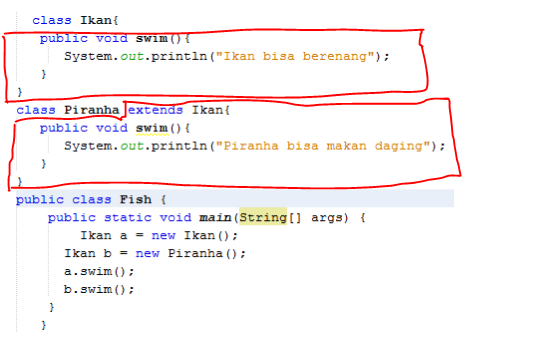 class Ikan{
public void swim(){
System.out.println("Ikan bisa berenang");
}
}
class Piranha extends Ikan{
public void swim(){
System.out.println("Piranha bisa makan daging");
}
}
public class Fish {
public static void main(String[] args) {
Ikan a = new Ikan();
Ikan b = new Piranha();
a.swim();
b.swim();
}
}